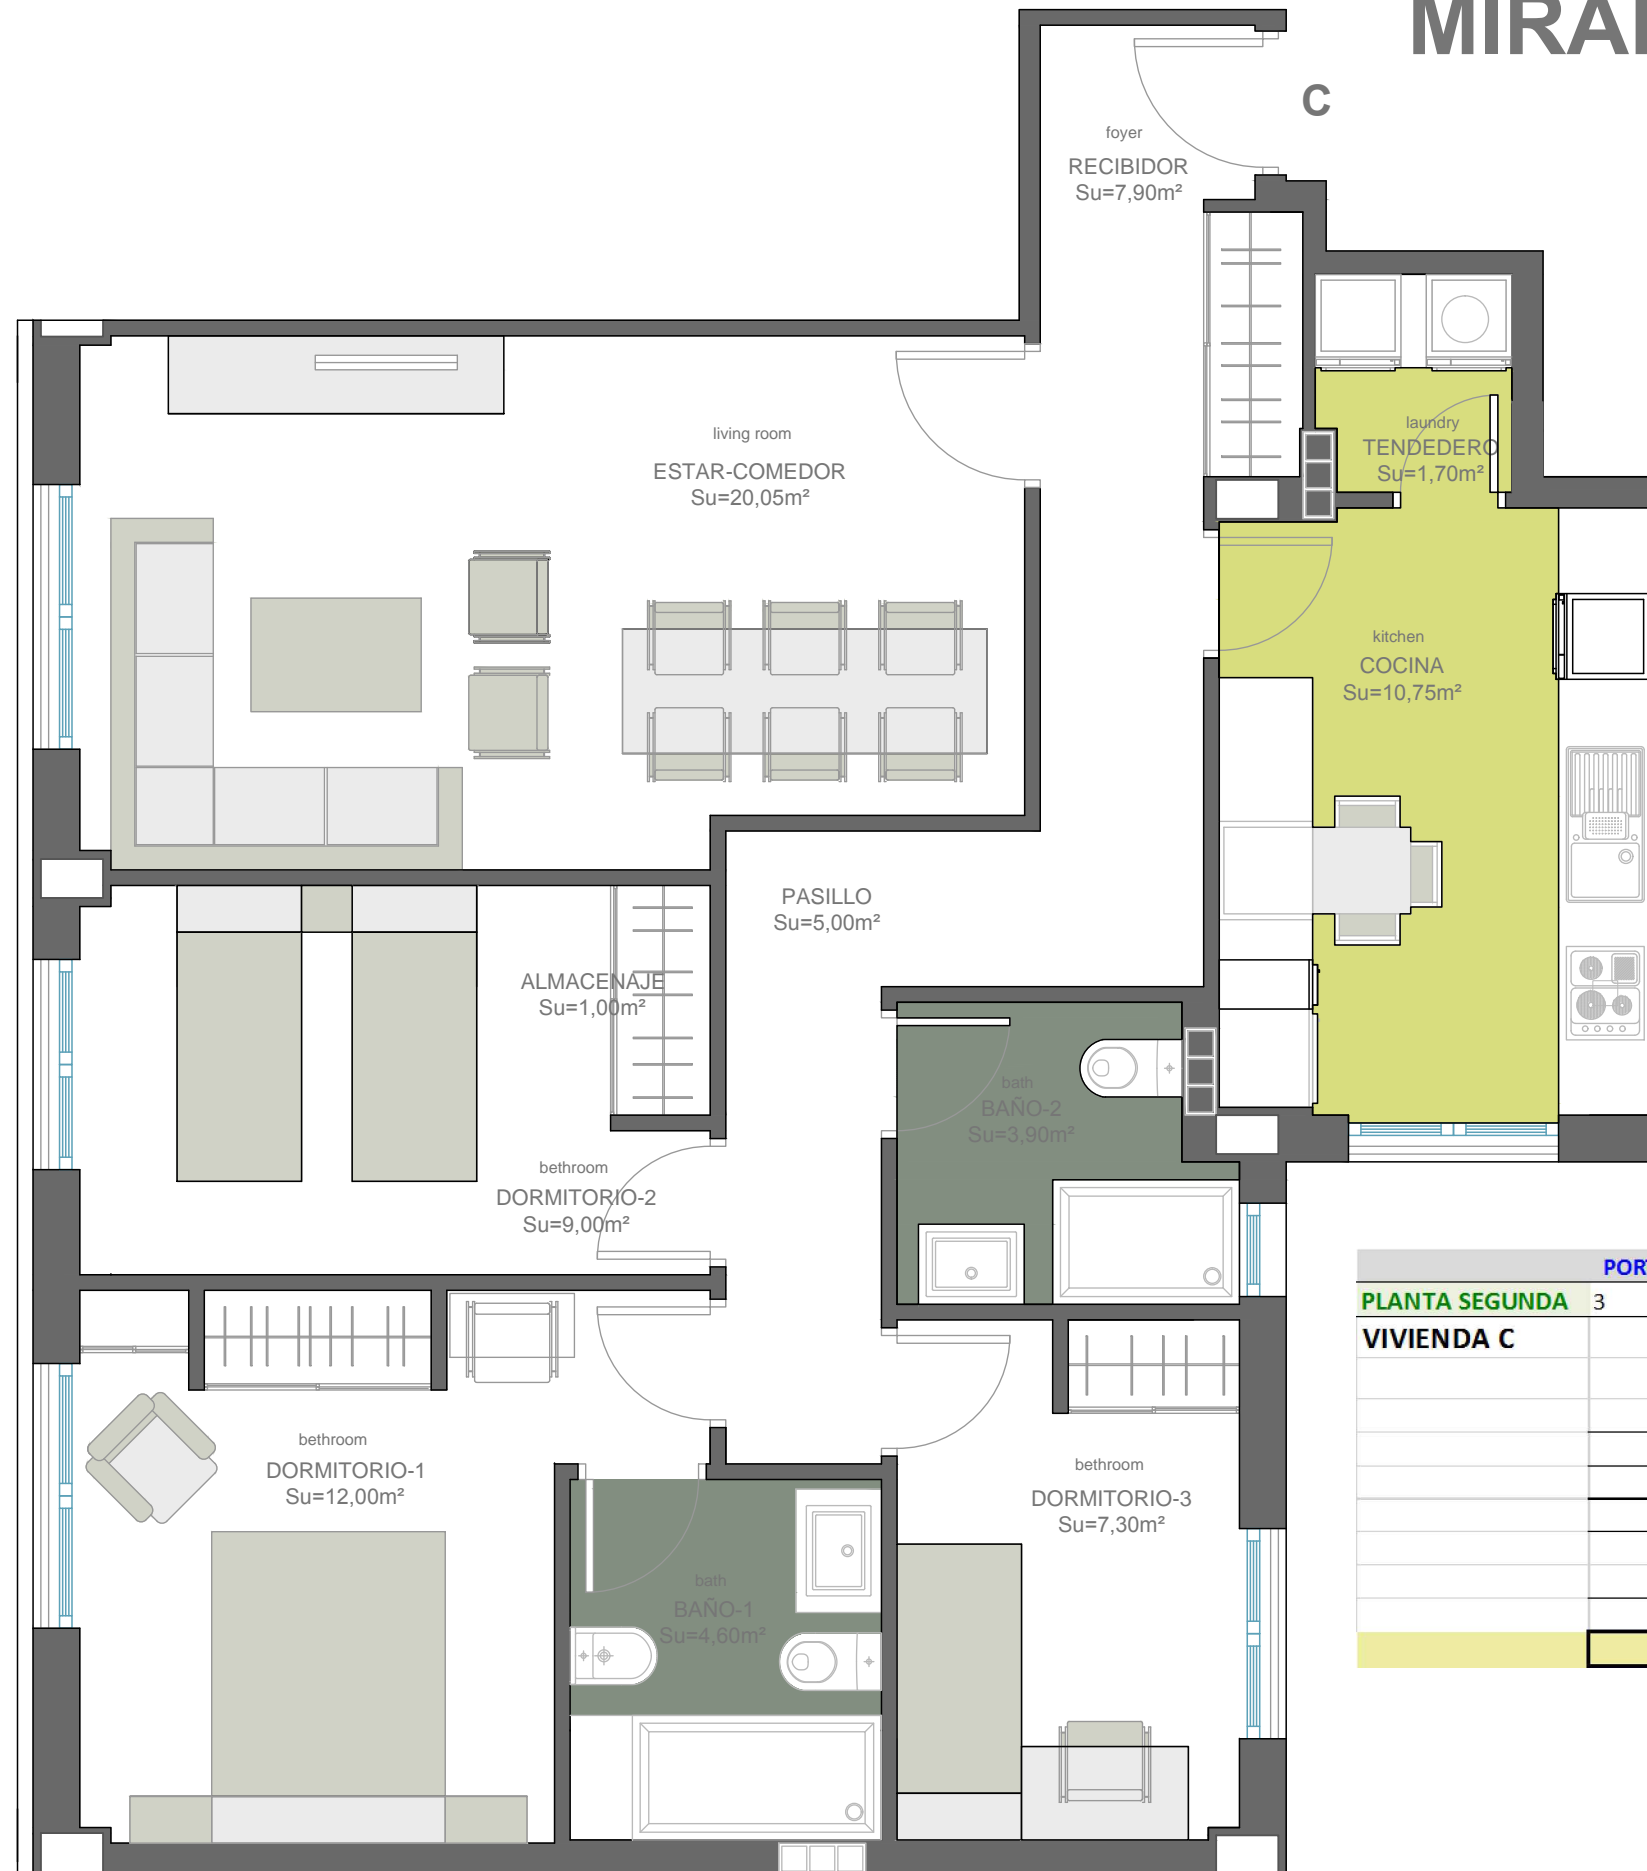 C
foyer
RECIBIDOR
Su=7,90m²
laundry
TENDEDERO
Su=1,70m²
living room
ESTAR-COMEDOR
Su=20,05m²
kitchen
COCINA
Su=10,75m²
PASILLO
Su=5,00m²
ALMACENAJE
Su=1,00m²
bath
BAÑO-2
Su=3,90m²
bethroom
DORMITORIO-2
Su=9,00m²
PLANTA SEGUNDA 3
VIVIENDA C
bethroom
DORMITORIO-1
Su=12,00m²
bethroom
DORMITORIO-3
Su=7,30m²
bath
BAÑO-1
Su=4,60m²